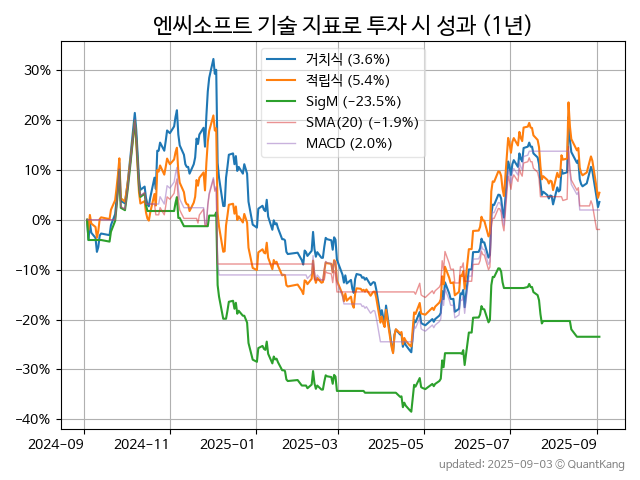 엔씨소프트 기술 지표로 투자 시 성과 (1년)
거치식 (3.6%)
적립식 (5.4%)
SigM (−23.5%)
SMA(20) (−1.9%)
MACD (2.0%)
30%
20%
10%
0%
−10%
−20%
−30%
−40%
2024-09 2024-11 2025-01 2025-03 2025-05 2025-07 2025-09
updated: 2025-09-03 © QuantKang